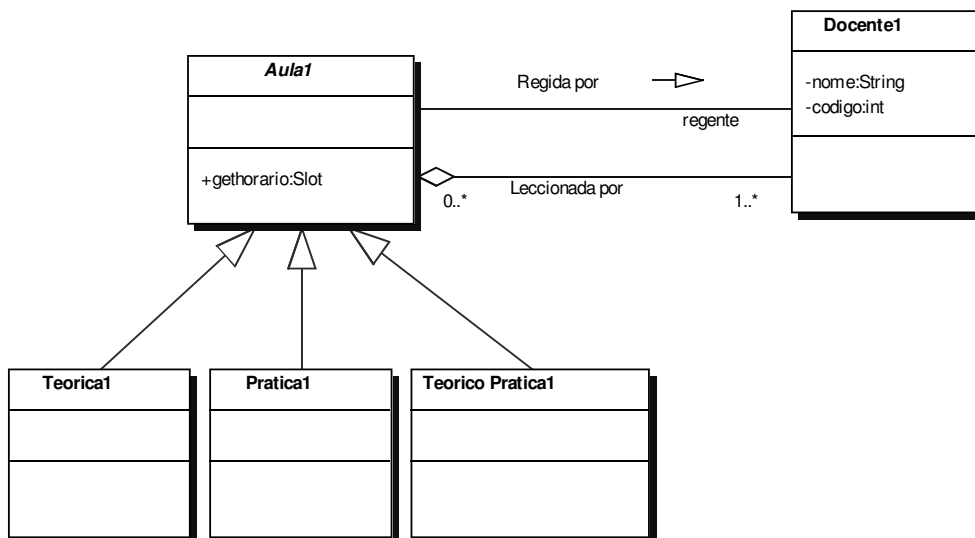 Docente1
-nome:String
-codigo:int
Aula1
+gethorario:Slot
Regida por
regente
Leccionada por
0..*
1..*
Teorica1
Pratica1
Teorico Pratica1